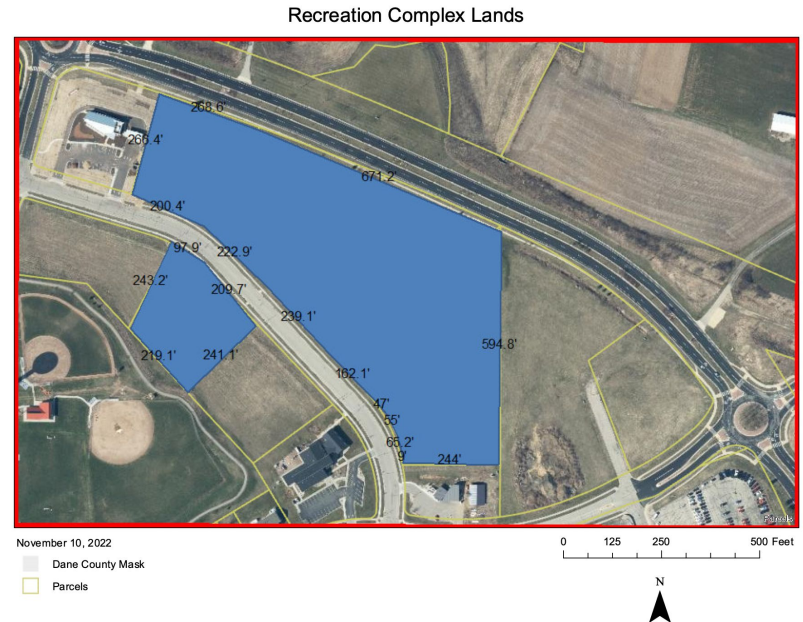 Recreation Complex Lands
268.6'
266.4'
671.2'
200.4'
97.9'
222.9'
243.2'
209.7'
239.1'
594.8'
219.1'
241.1'
162.1'
47'
55'
65.2'
9'
244'
Parcels
November 10, 2022
0 125 250 500 Feet
Dane County Mask
Parcels
N